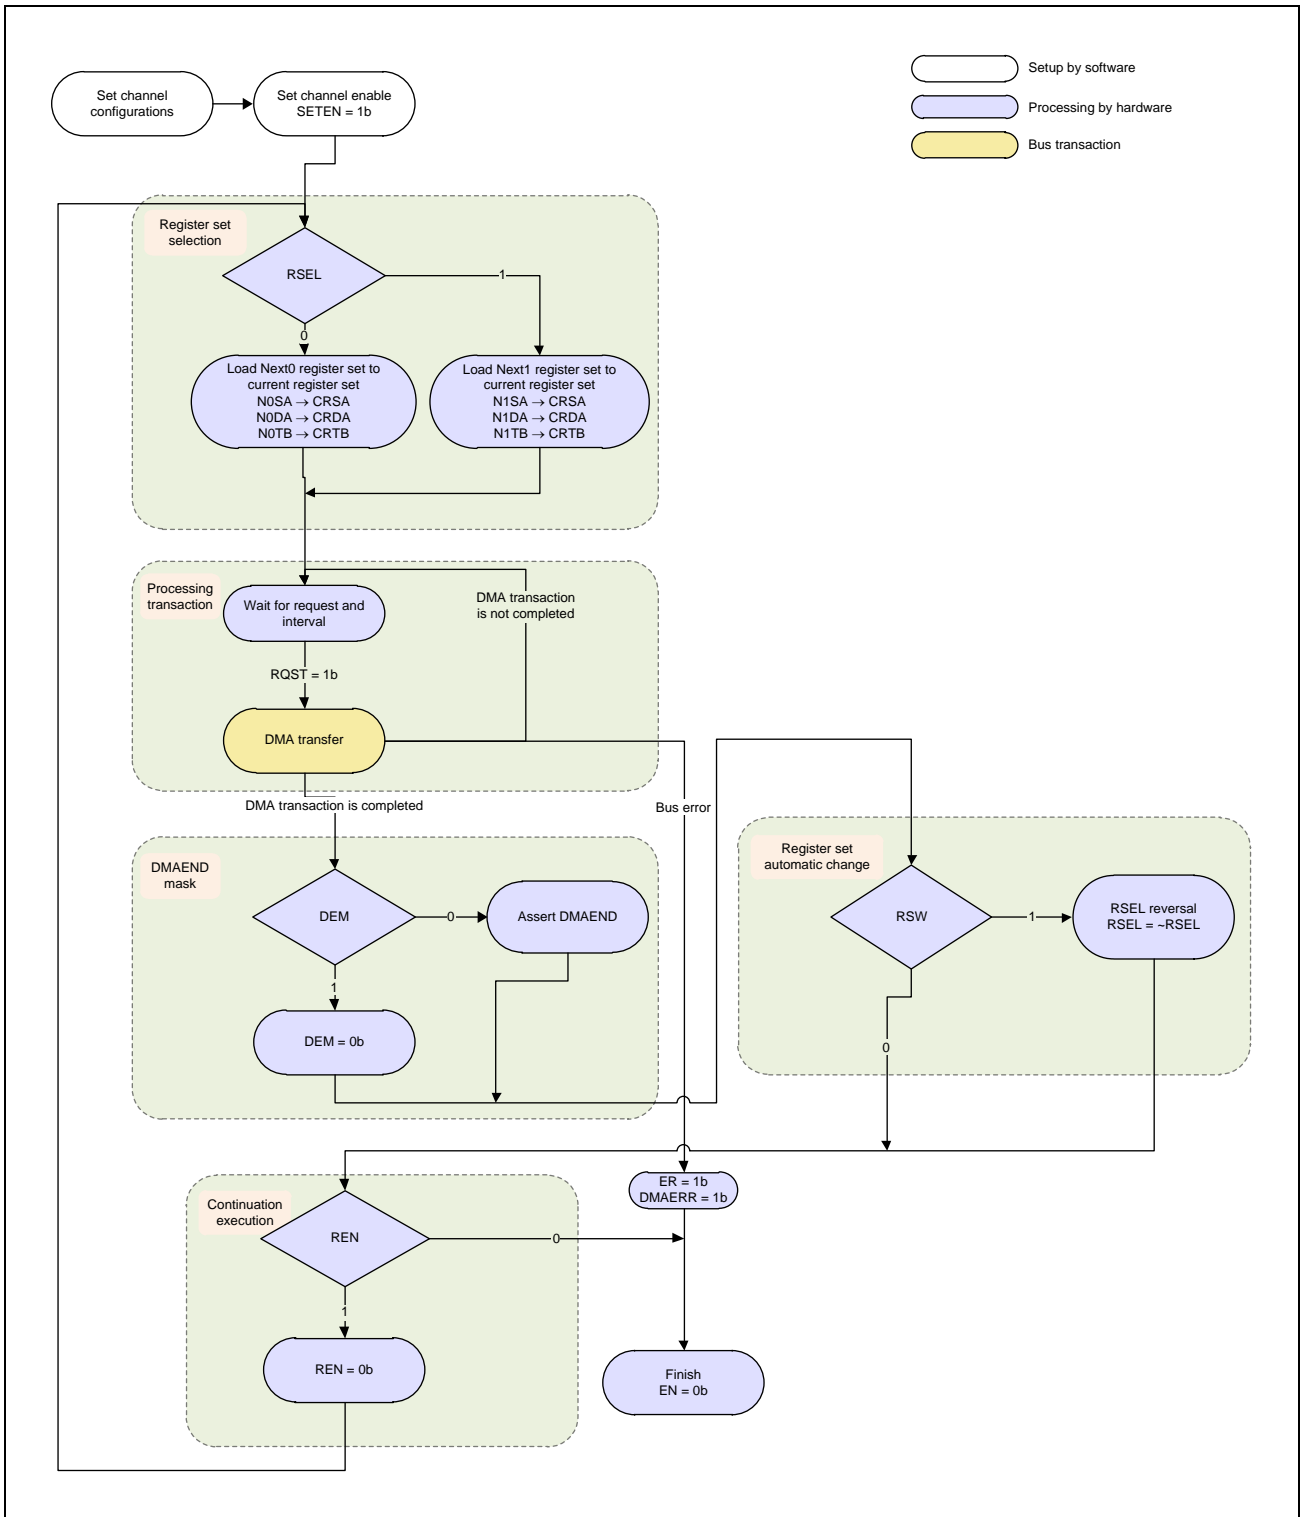 Set channel
configurations
Set channel enable
SETEN = 1b
Setup by software
Processing by hardware
Bus transaction
Register set
selection
RSEL
1
0
Load Next0 register set to
current register set
N0SA → CRSA
N0DA → CRDA
N0TB → CRTB
Load Next1 register set to
current register set
N1SA → CRSA
N1DA → CRDA
N1TB → CRTB
Processing
transaction
Wait for request and
interval
DMA transaction
is not completed
RQST = 1b
DMA transfer
DMA transaction is completed
Bus error
DMAEND
mask
DEM
0
Assert DMAEND
1
DEM = 0b
Register set
automatic change
RSW
1
RSEL reversal
RSEL = ~RSEL
0
ER = 1b
DMAERR = 1b
Continuation
execution
REN
0
1
REN = 0b
Finish
EN = 0b